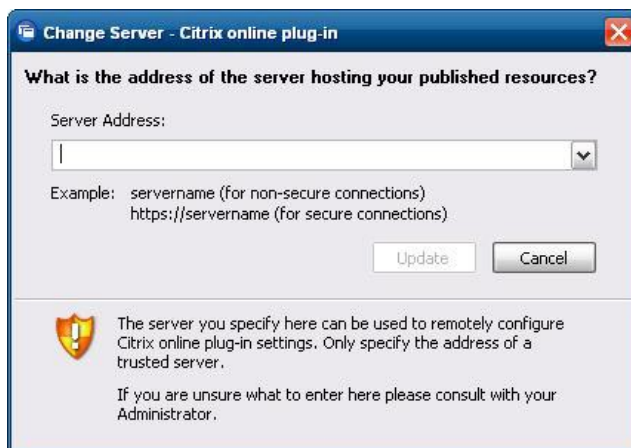 Change Server - Citrix online plug-in
What is the address of the server hosting your published resources?
Server Address:
Example: servername (for non-secure connections)
https://servername (for secure connections)
Update Cancel
The server you specify here can be used to remotely configure
Citrix online plug-in settings. Only specify the address of a
trusted server.
If you are unsure what to enter here please consult with your
Administrator.